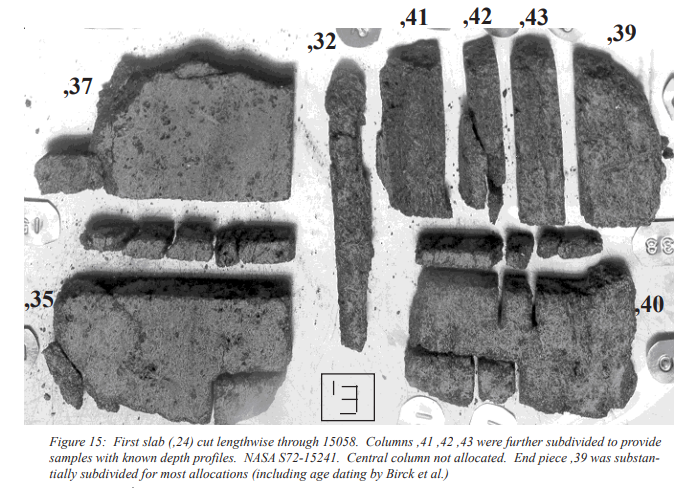 ,41 ,42 ,43
,32 ,39
,37
,35 ,40
Figure 15: First slab (,24) cut lengthwise through 15058. Columns ,41 ,42 ,43 were further subdivided to provide
samples with known depth profiles. NASA S72-15241. Central column not allocated. End piece ,39 was substan-
tially subdivided for most allocations (including age dating by Birck et al.)